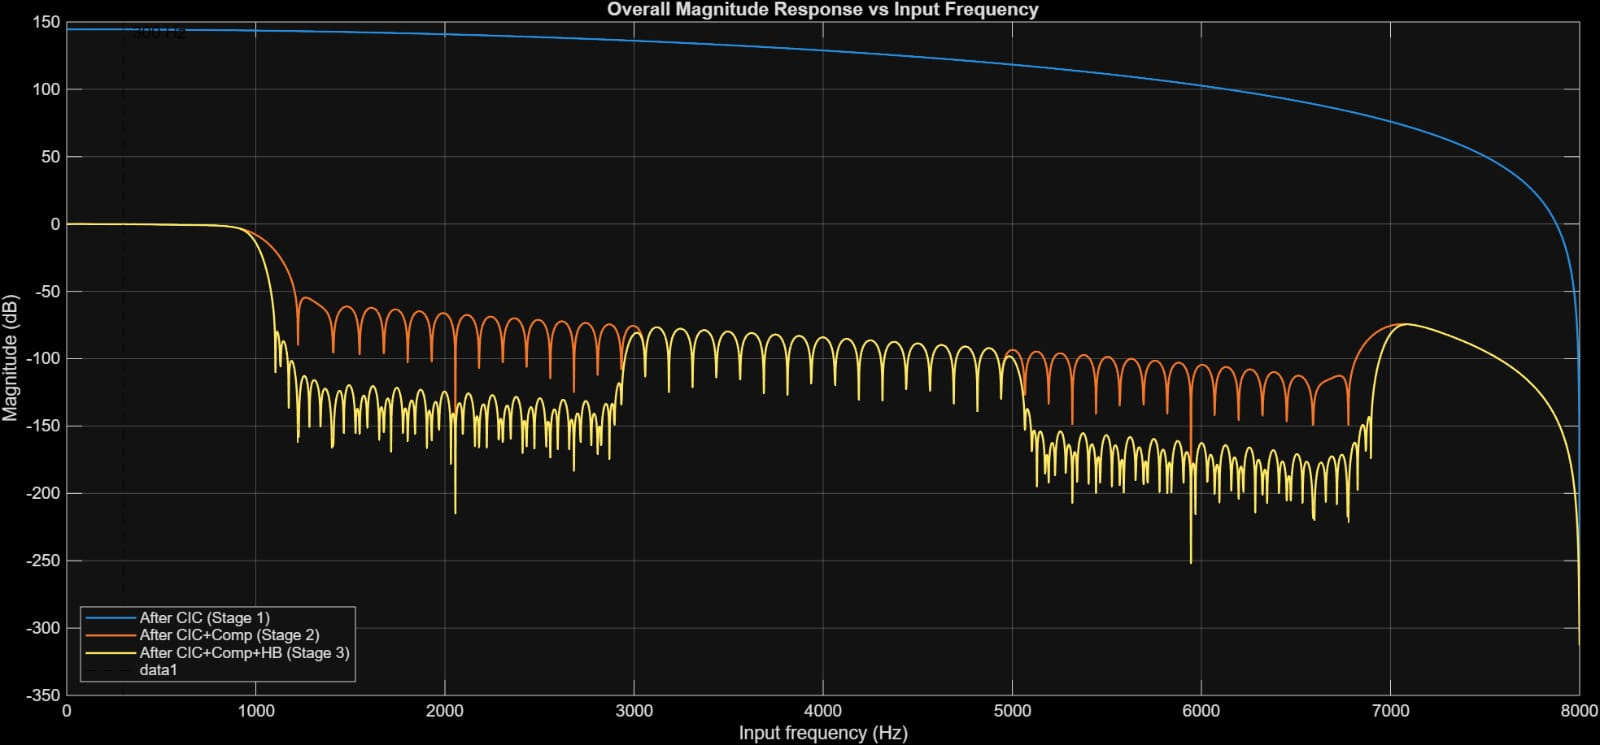 Overall Magnitude Response vs Input Frequency
150
100
50
0
-50
-100
-150
-200
-250
-300
-350
Magnitude (dB)
300 Hz
After CIC (Stage 1)
After CIC+Comp (Stage 2)
After CIC+Comp+HB (Stage 3)
data1
0 1000 2000 3000 4000 5000 6000 7000 8000
Input frequency (Hz)